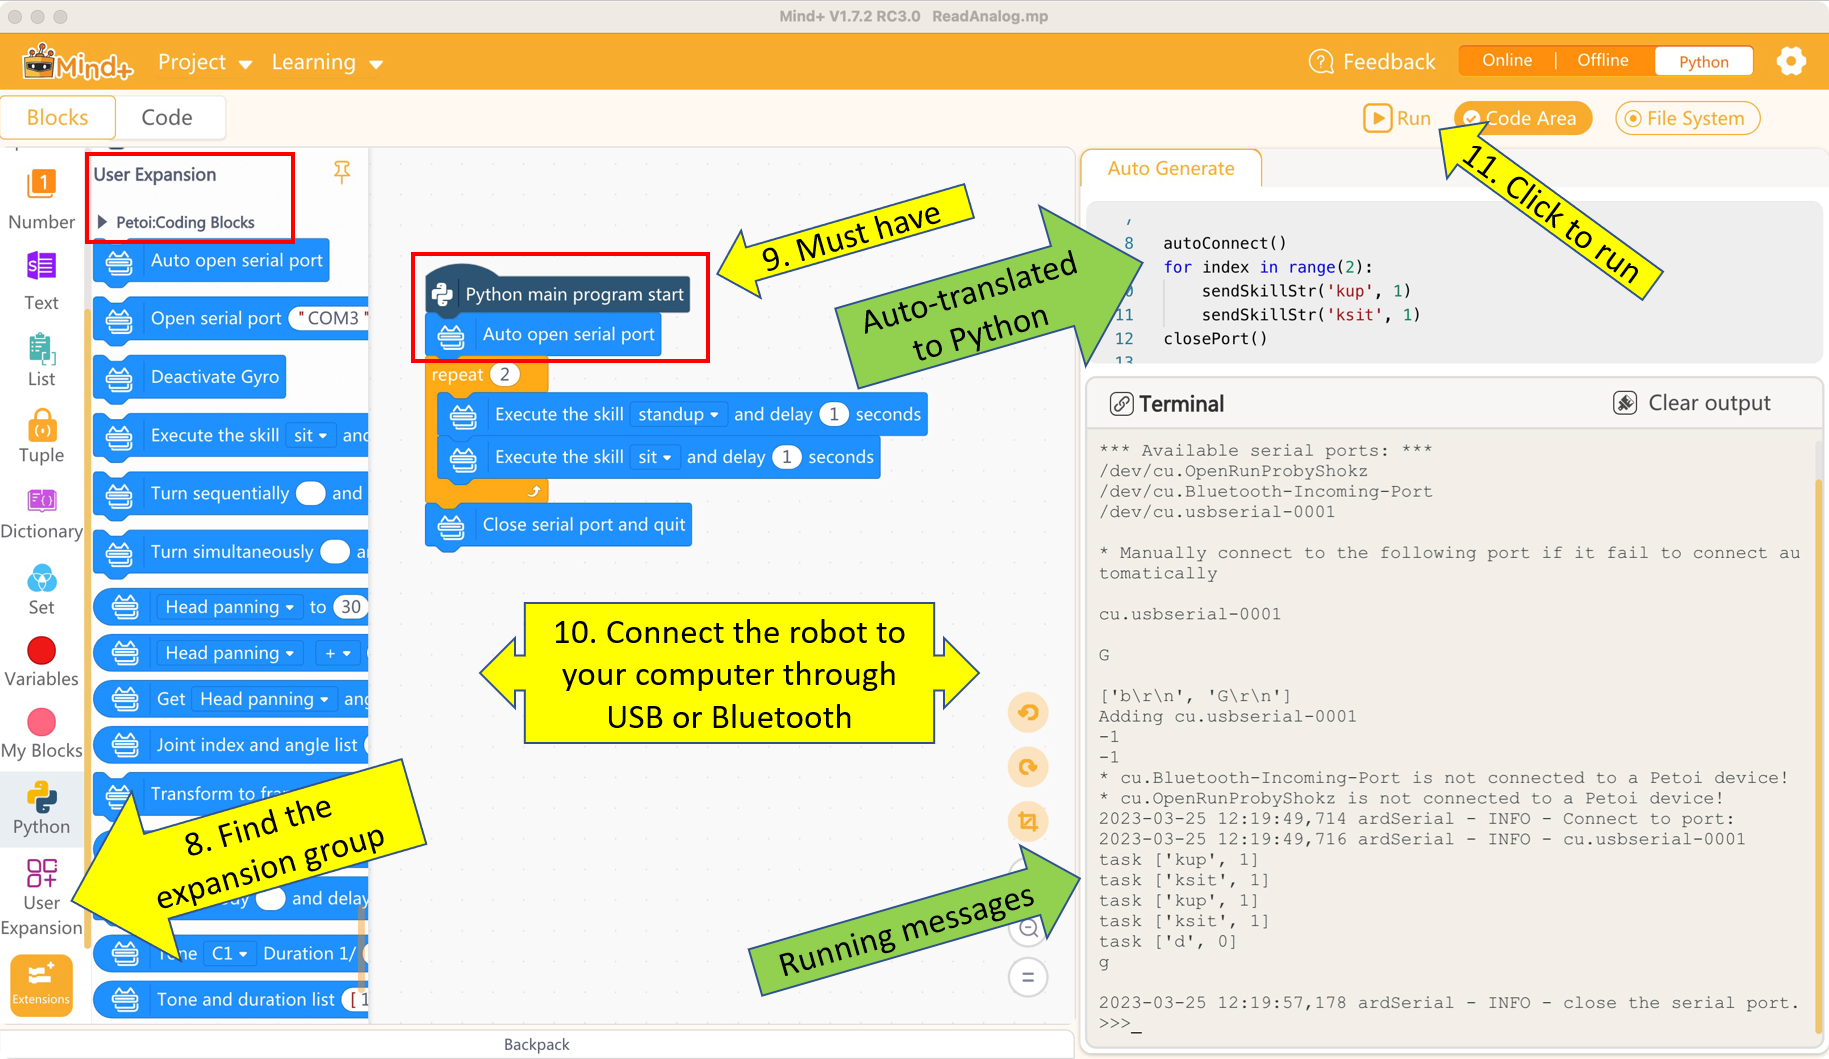 Mind+ V1.7.2 RC3.0 ReadAnalog.mp
Mind+
Project
Learning
Feedback
Online
Offline
Python
Blocks
Code
Run
Code Area
File System
Number
Text
List
Tuple
Dictionary
Set
Variables
My Blocks
Python
User
Expansion
Extensions
User Expansion
Petoi:Coding Blocks
Auto open serial port
Open serial port "COM3"
Deactivate Gyro
Execute the skill sit
Turn sequentially and
Turn simultaneously
Head panning to 30
Head panning +
Get Head panning
Joint index and angle list
Transform to
and delay
C1 Duration 1/
Tone and duration list [1
8. Find the
expansion group
Python main program start
Auto open serial port
repeat 2
Execute the skill standup and delay 1 seconds
Execute the skill sit and delay 1 seconds
Close serial port and quit
9. Must have
Auto-translated
to Python
10. Connect the robot to
your computer through
USB or Bluetooth
Running messages
11. Click to run
Backpack
Auto Generate
8 autoConnect()
for index in range(2):
sendSkillStr('kup', 1)
11 sendSkillStr('ksit', 1)
12 closePort()
13
Terminal
Clear output
*** Available serial ports: ***
/dev/cu.OpenRunProbyShokz
/dev/cu.Bluetooth-Incoming-Port
/dev/cu.usbserial-0001
* Manually connect to the following port if it fail to connect au
tomatically
cu.usbserial-0001
G
['b\r\n', 'G\r\n']
Adding cu.usbserial-0001
-1
-1
* cu.Bluetooth-Incoming-Port is not connected to a Petoi device!
* cu.OpenRunProbyShokz is not connected to a Petoi device!
2023-03-25 12:19:49,714 ardSerial - INFO - Connect to port:
2023-03-25 12:19:49,716 ardSerial - INFO - cu.usbserial-0001
task ['kup', 1]
task ['ksit', 1]
task ['kup', 1]
task ['ksit', 1]
task ['d', 0]
g
2023-03-25 12:19:57,178 ardSerial - INFO - close the serial port.
>>>_